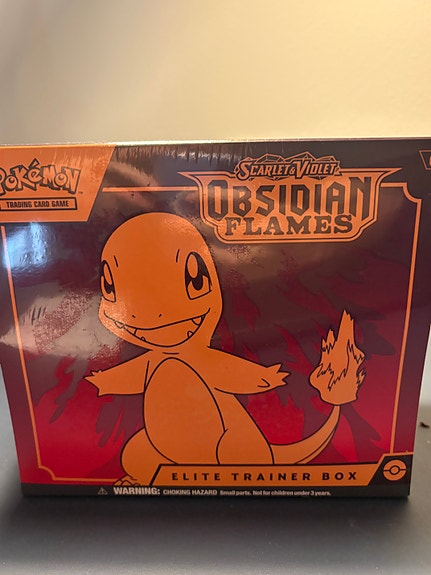 POKéMON
TRADING CARD GAME
SCARLET & VIOLET
OBSIDIAN
FLAMES
ELITE TRAINER BOX
WARNING: CHOKING HAZARD Small parts. Not for children under 3 years.